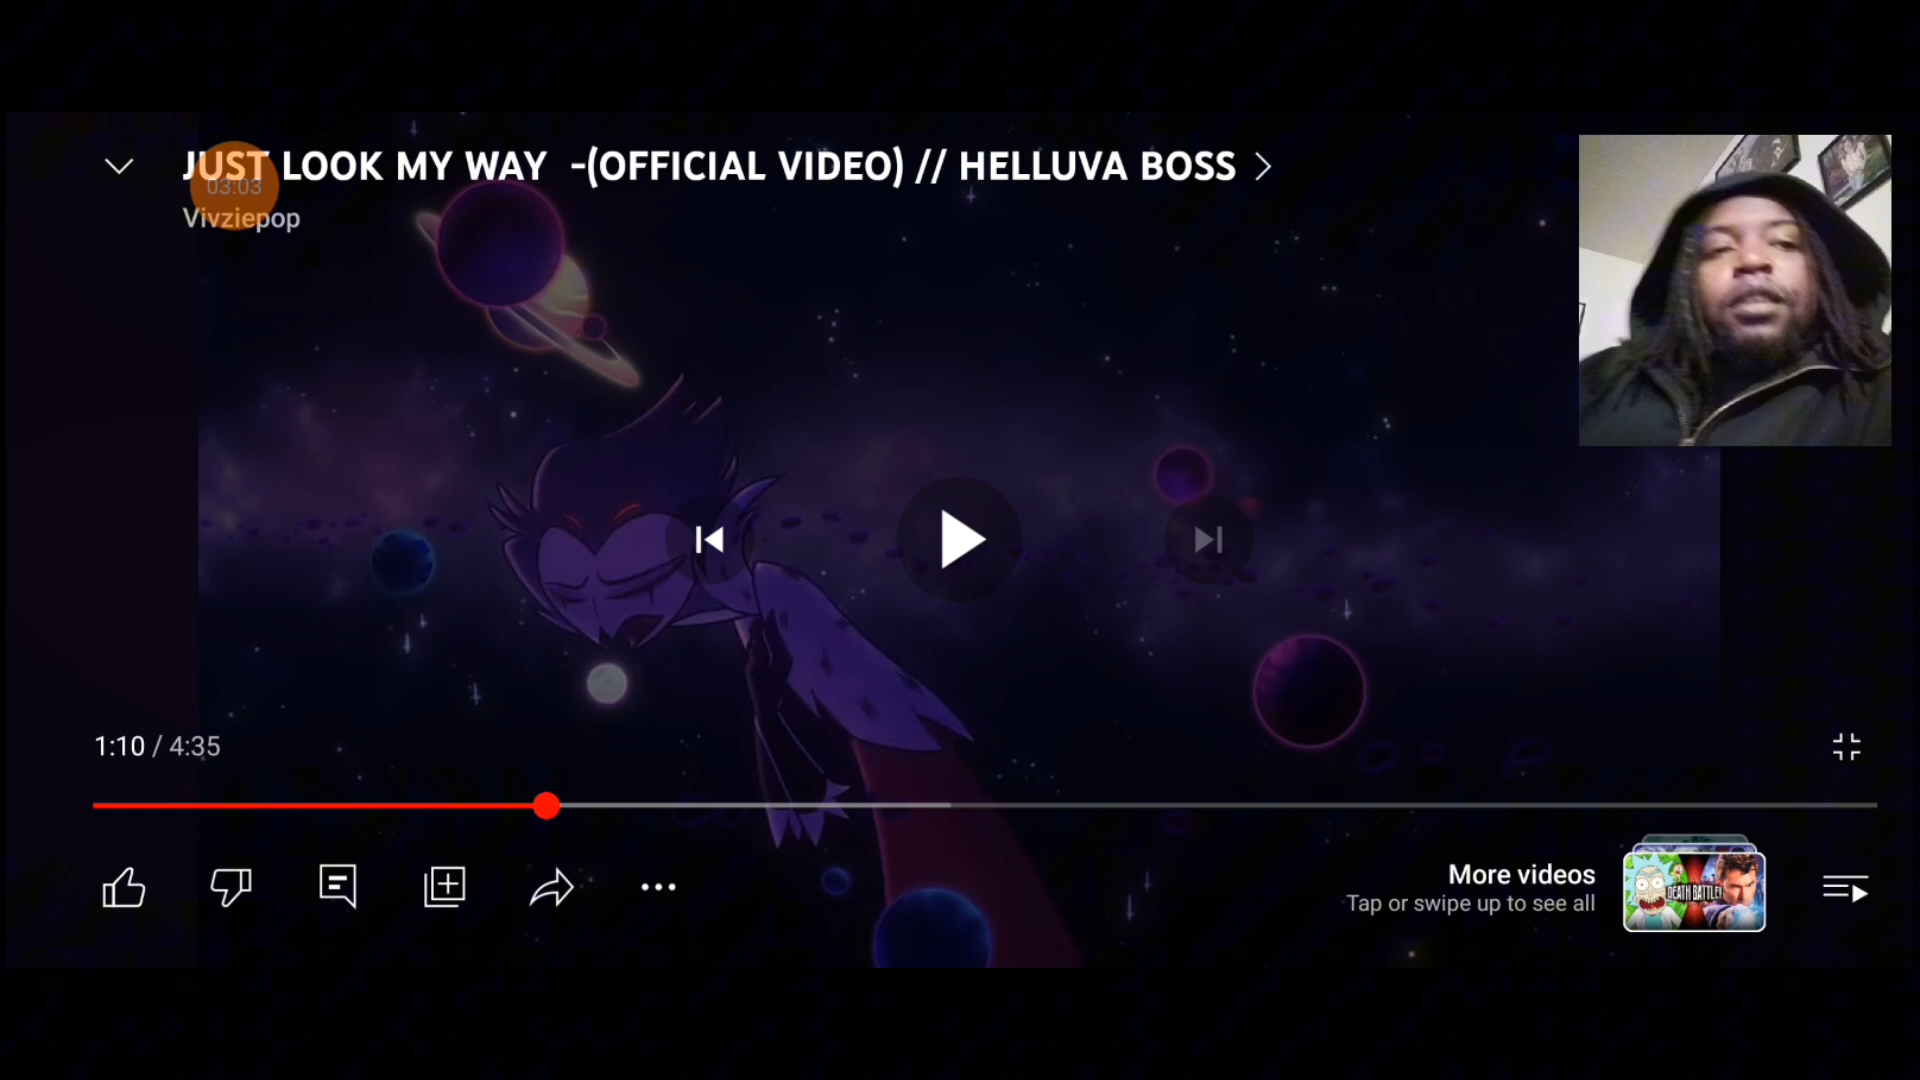 JUST LOOK MY WAY -(OFFICIAL VIDEO) // HELLUVA BOSS
03:03
Vivziepop
1:10 / 4:35
More videos
Tap or swipe up to see all
DEATH BATTLE!